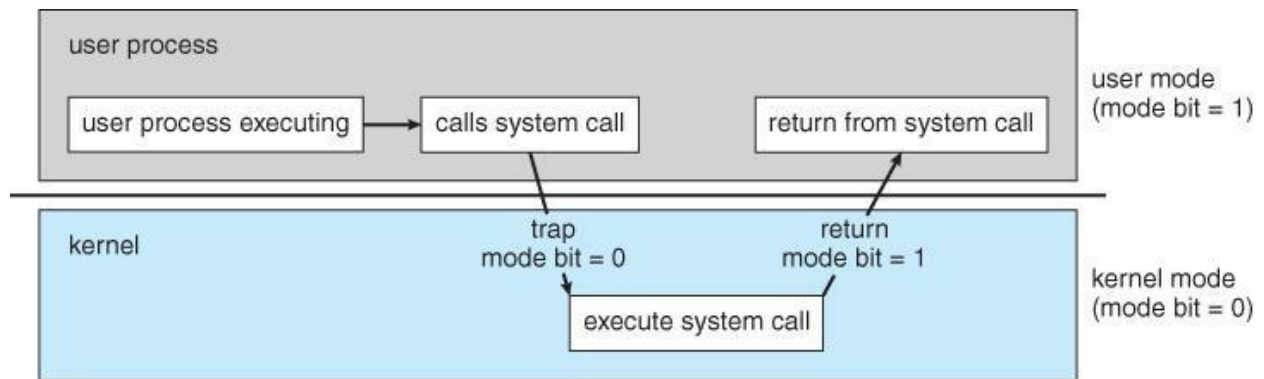 user process
user process executing
calls system call
return from system call
user mode
(mode bit = 1)
kernel
trap
mode bit = 0
return
mode bit = 1
execute system call
kernel mode
(mode bit = 0)